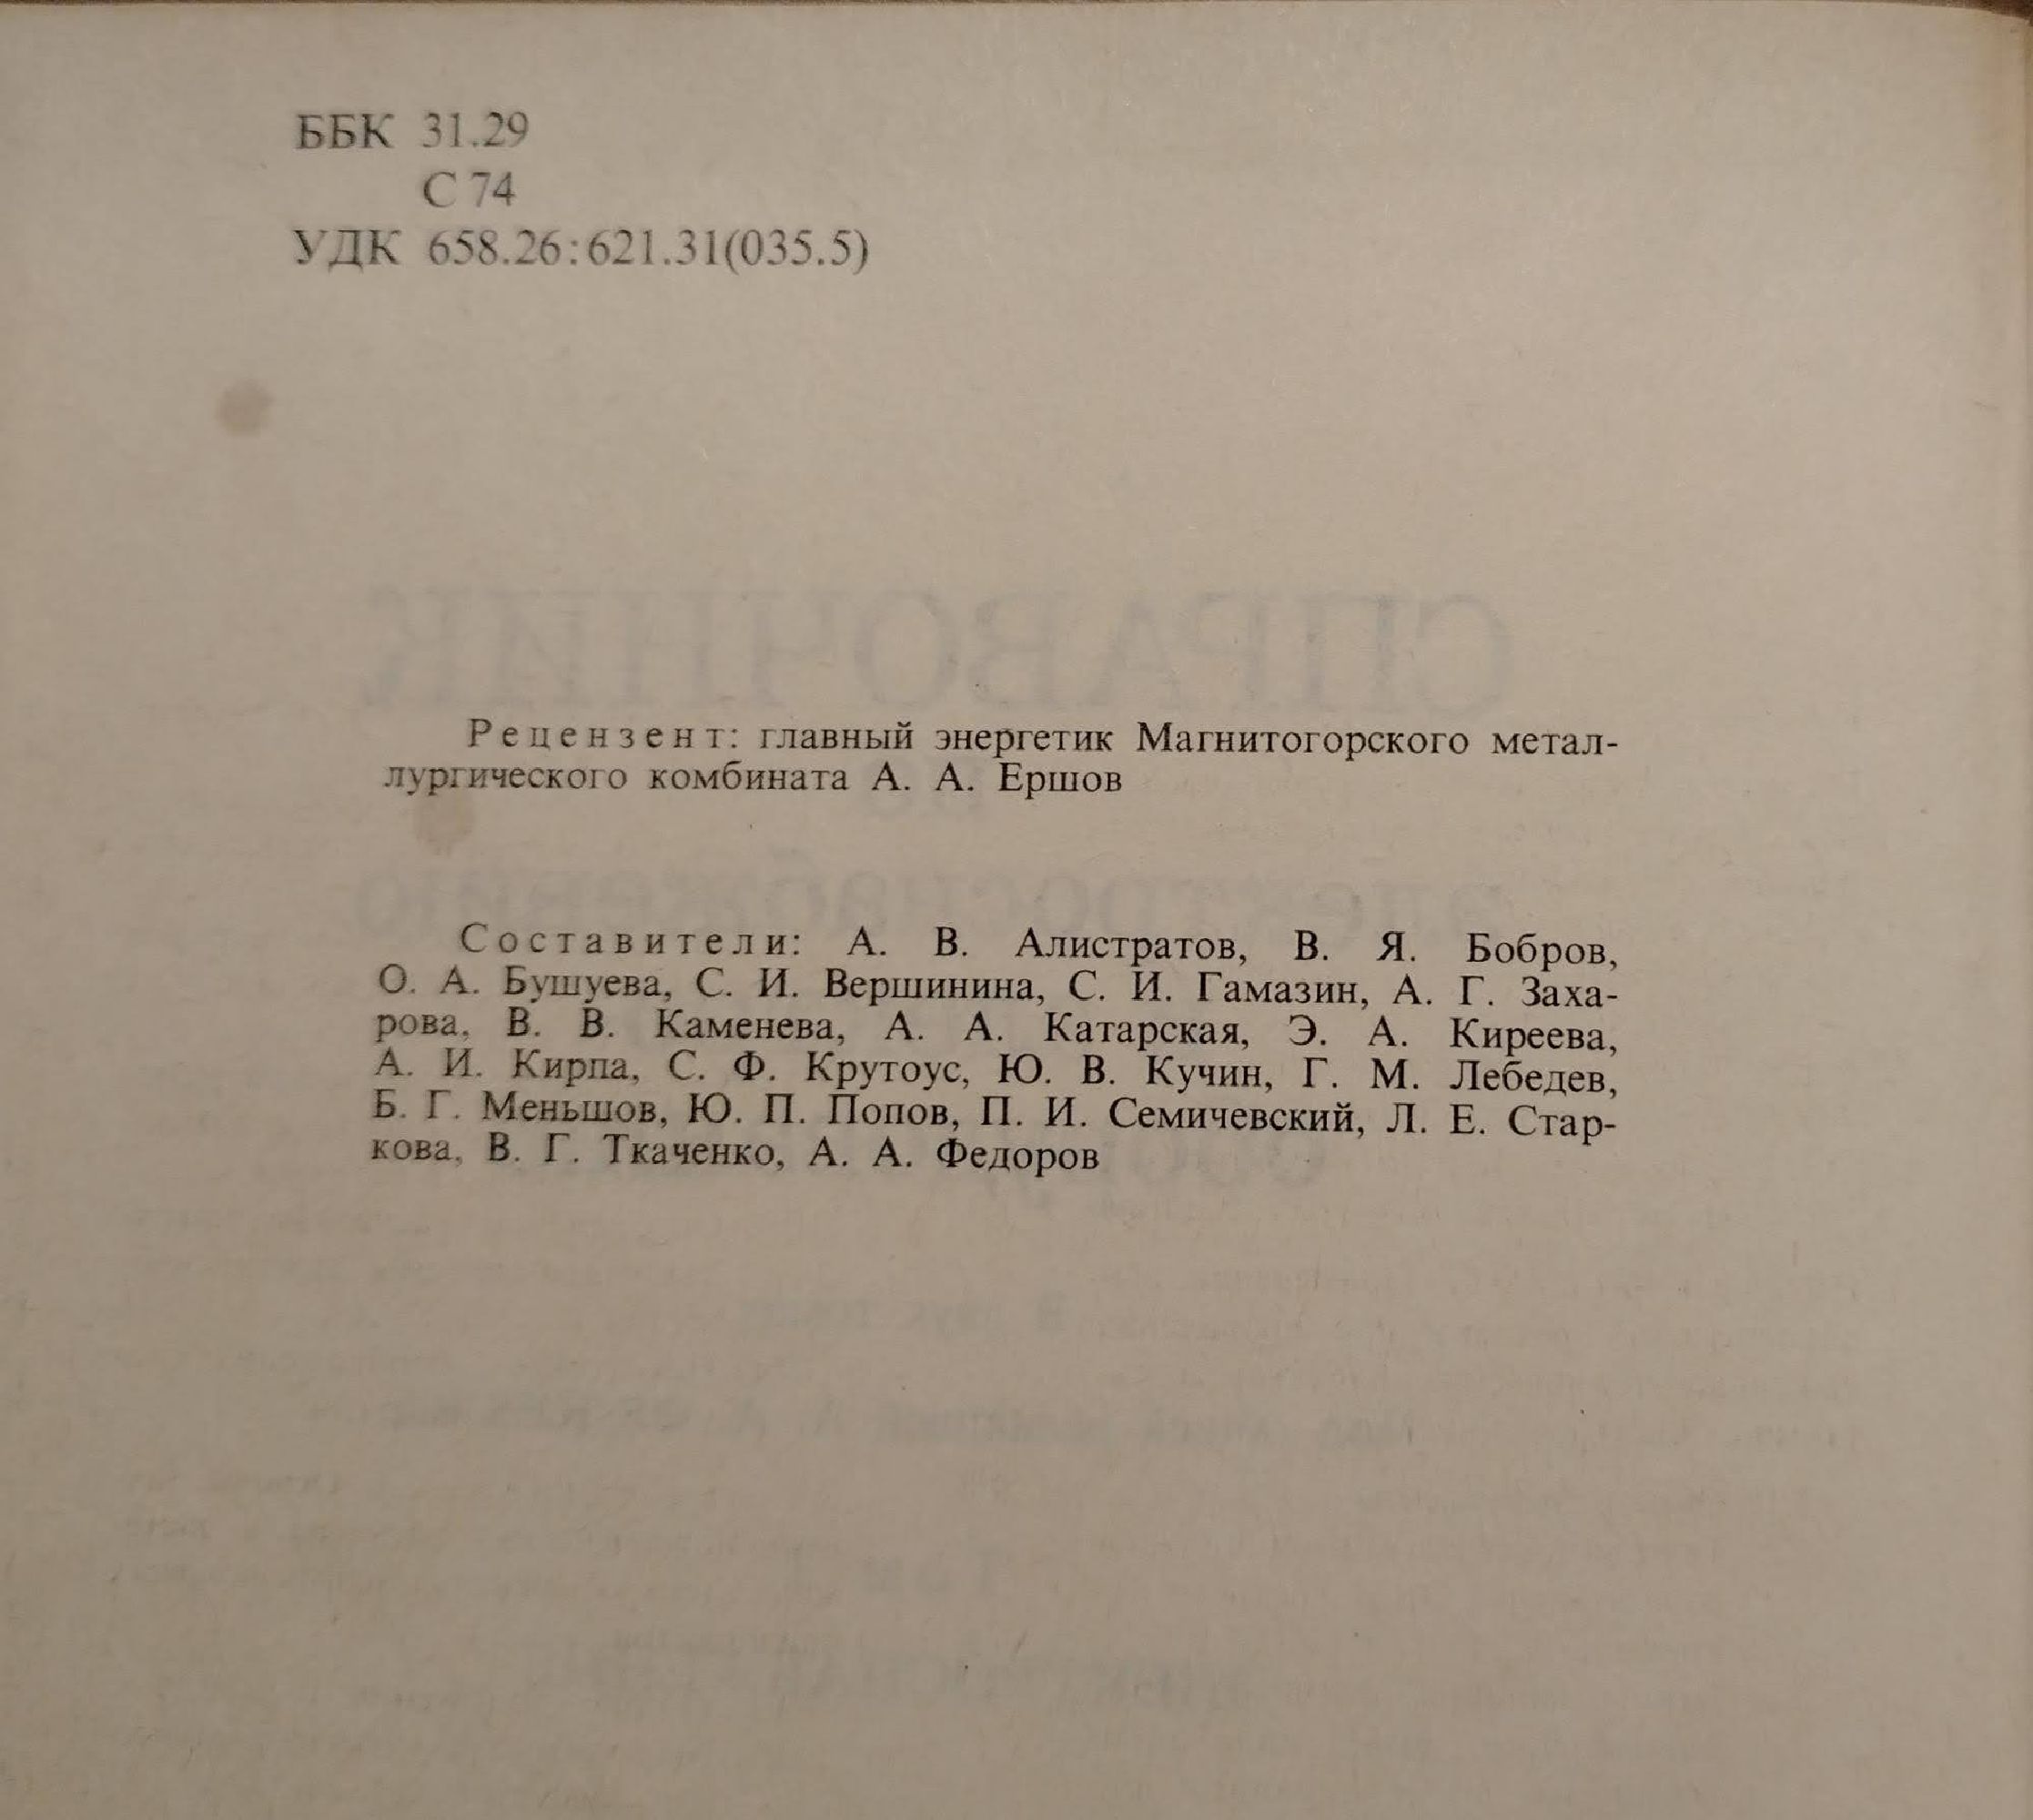 ББК 31.29
С 74
УДК 658.26:621.31(035.5)
СПРАВОЧНИК
Рецензент: главный энергетик Магнитогорского метал-
лургического комбината А. А. Ершов
электроснабжению
Составители: А. В. Алистратов, В. Я. Бобров,
О. А. Бушуева, С. И. Вершинина, С. И. Гамазин, А. Г. Заха-
рова, В. В. Каменева, А. А. Катарская, Э. А. Киреева,
А. И. Кирпа, С. Ф. Крутоус, Ю. В. Кучин, Г. М. Лебедев,
Б. Г. Меньшов, Ю. П. Попов, П. И. Семичевский, Л. Е. Стар-
кова, В. Г. Ткаченко, А. А. Федоров